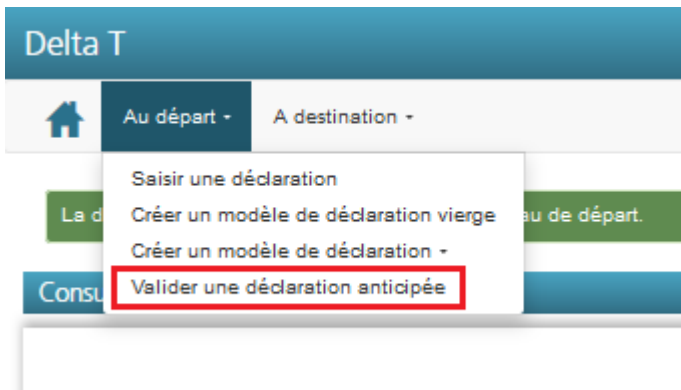 Delta T
Au départ
A destination
Saisir une déclaration
La d
Créer un modèle de déclaration vierge
au de départ.
Créer un modèle de déclaration
Consu
Valider une déclaration anticipée